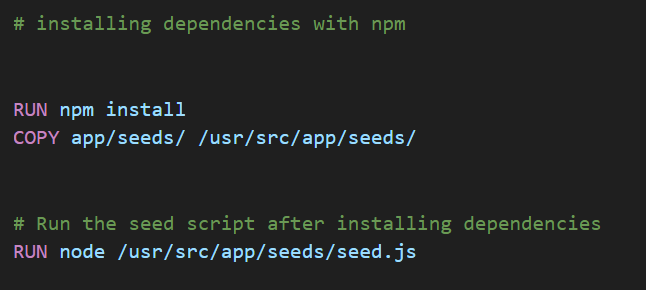 # installing dependencies with npm
RUN npm install
COPY app/seeds/ /usr/src/app/seeds/
# Run the seed script after installing dependencies
RUN node /usr/src/app/seeds/seed.js